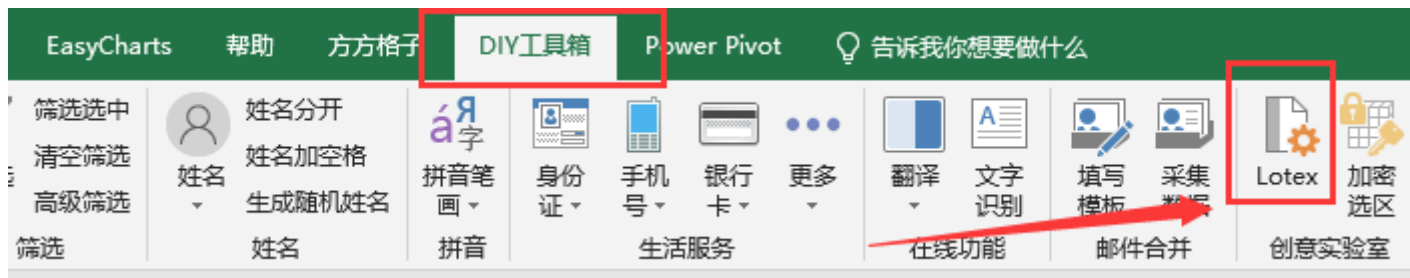 EasyCharts 帮助 方方格子 DIY工具箱 Power Pivot 告诉我你想要做什么
筛选选中
清空筛选
高级筛选
筛选
姓名
姓名分开
姓名加空格
生成随机姓名
姓名
áЯ字
拼音笔
画
拼音
身份
证
手机
号
银行
卡
更多
生活服务
翻译
A
文字
识别
在线功能
填写
模板
采集
数据
邮件合并
Lotex
加密
选区
创意实验室